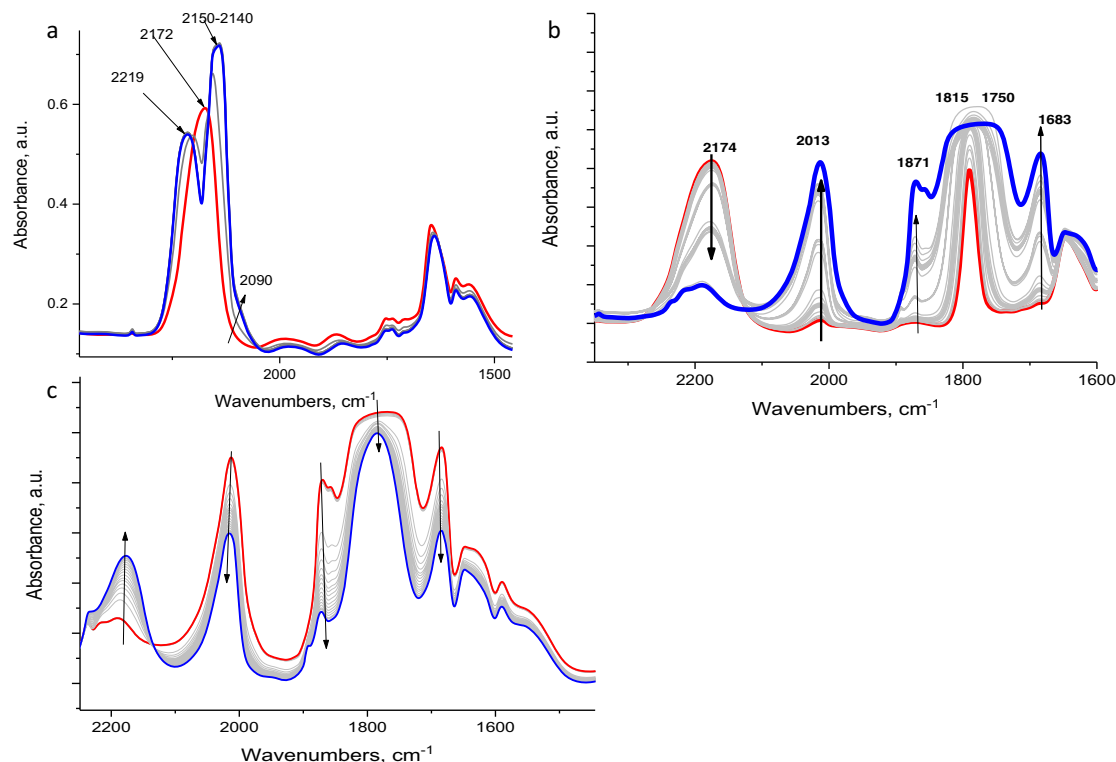 a
2150-2140
2172
2219
0.6
0.4
0.2
2090
Absorbance, a.u.
2000
1500
Wavenumbers, cm-1
b
2174
2013
1871
1815
1750
1683
Absorbance, a.u.
2200
2000
1800
1600
Wavenumbers, cm-1
c
Absorbance, a.u.
2200
2000
1800
1600
Wavenumbers, cm-1